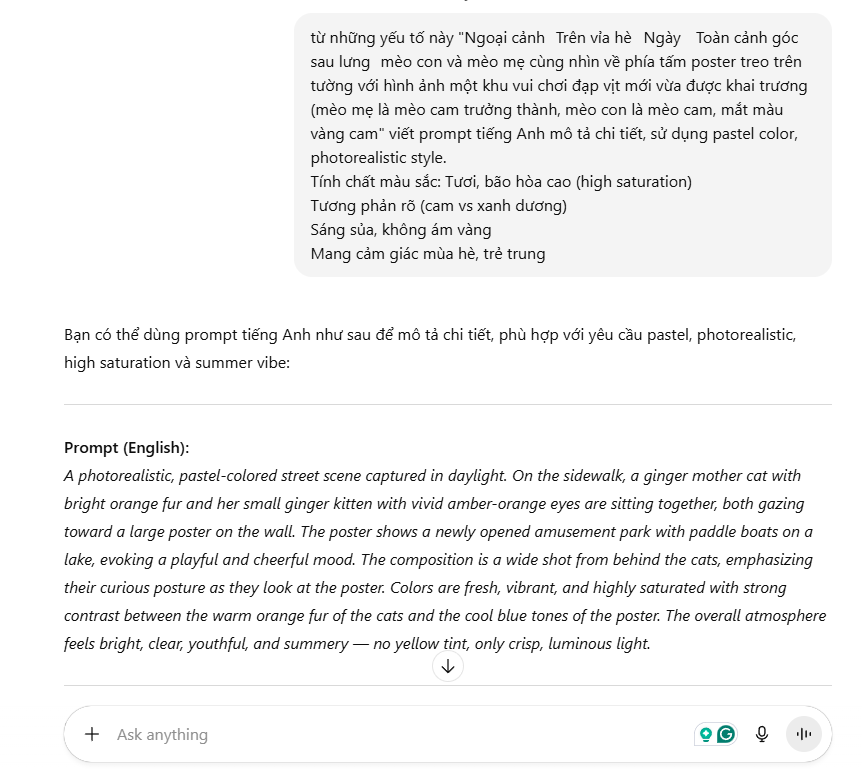 từ những yếu tố này "Ngoại cảnh Trên vỉa hè Ngày Toàn cảnh góc
sau lưng mèo con và mèo mẹ cùng nhìn về phía tấm poster treo trên
tường với hình ảnh một khu vui chơi đạp vịt mới vừa được khai trương
(mèo mẹ là mèo cam trưởng thành, mèo con là mèo cam, mắt màu
vàng cam" viết prompt tiếng Anh mô tả chi tiết, sử dụng pastel color,
photorealistic style.
Tính chất màu sắc: Tươi, bão hòa cao (high saturation)
Tương phản rõ (cam vs xanh dương)
Sáng sủa, không ám vàng
Mang cảm giác mùa hè, trẻ trung
Bạn có thể dùng prompt tiếng Anh như sau để mô tả chi tiết, phù hợp với yêu cầu pastel, photorealistic,
high saturation và summer vibe:
Prompt (English):
A photorealistic, pastel-colored street scene captured in daylight. On the sidewalk, a ginger mother cat with
bright orange fur and her small ginger kitten with vivid amber-orange eyes are sitting together, both gazing
toward a large poster on the wall. The poster shows a newly opened amusement park with paddle boats on a
lake, evoking a playful and cheerful mood. The composition is a wide shot from behind the cats, emphasizing
their curious posture as they look at the poster. Colors are fresh, vibrant, and highly saturated with strong
contrast between the warm orange fur of the cats and the cool blue tones of the poster. The overall atmosphere
feels bright, clear, youthful, and summery — no yellow tint, only crisp, luminous light.
Ask anything